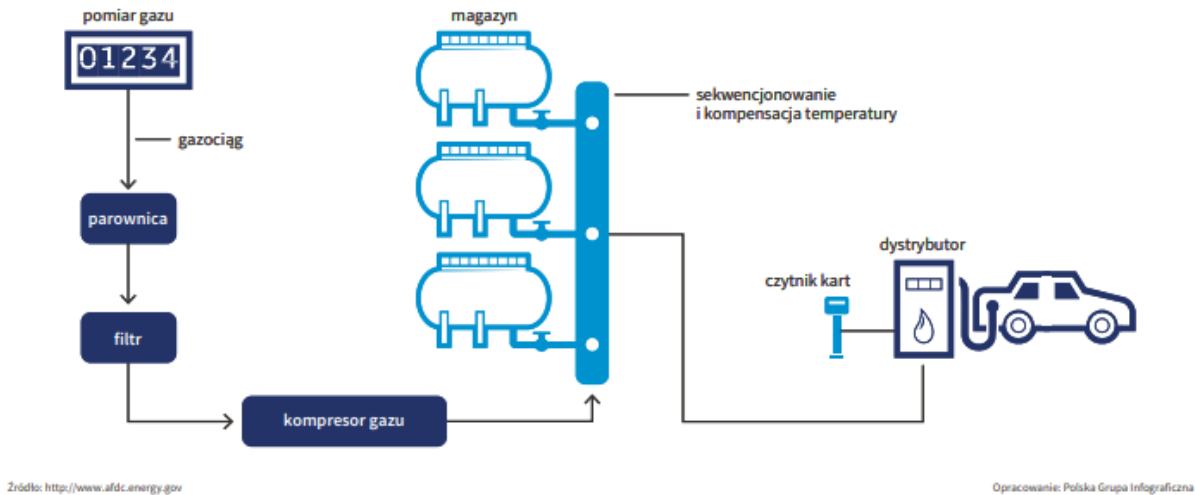 pomiar gazu
01234
gazociąg
parownica
filtr
kompresor gazu
magazyn
sekwencjonowanie
i kompensacja temperatury
dystrybutor
czytnik kart
Źródło: http://www.afdc.energy.gov
Opracowanie: Polska Grupa Infograficzna